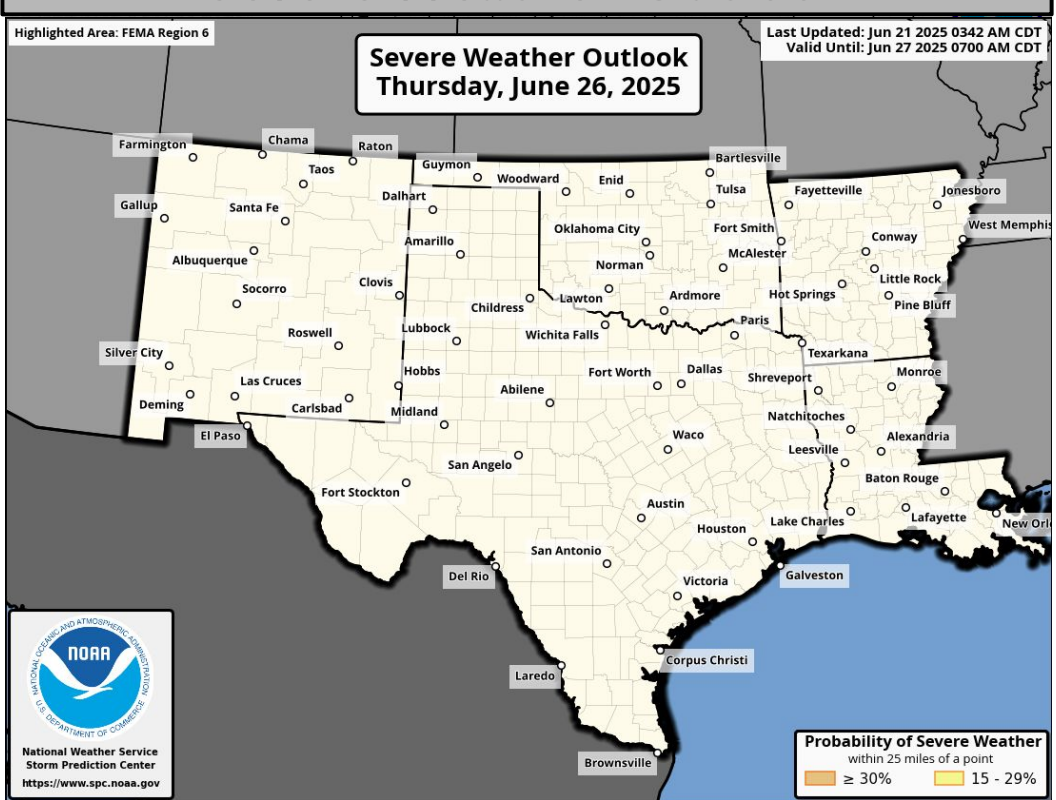 Highlighted Area: FEMA Region 6
Severe Weather Outlook
Thursday, June 26, 2025
Last Updated: Jun 21 2025 0342 AM CDT
Valid Until: Jun 27 2025 0700 AM CDT
Farmington
Chama
Raton
Taos
Guymon
Woodward
Enid
Bartlesville
Tulsa
Fayetteville
Jonesboro
Gallup
Santa Fe
Dalhart
Amarillo
Oklahoma City
Fort Smith
Conway
West Memphis
Albuquerque
Norman
McAlester
Socorro
Clovis
Childress
Lawton
Ardmore
Hot Springs
Little Rock
Pine Bluff
Roswell
Lubbock
Wichita Falls
Paris
Texarkana
Silver City
Las Cruces
Hobbs
Abilene
Fort Worth
Dallas
Shreveport
Monroe
Deming
Carlsbad
Midland
Natchitoches
El Paso
Waco
Leesville
Alexandria
San Angelo
Baton Rouge
Fort Stockton
Austin
Houston
Lake Charles
Lafayette
New Orl
San Antonio
Del Rio
Galveston
Victoria
Laredo
Corpus Christi
Brownsville
NATIONAL OCEANIC AND ATMOSPHERIC ADMINISTRATION
NOAA
U.S. DEPARTMENT OF COMMERCE
National Weather Service
Storm Prediction Center
https://www.spc.noaa.gov
Probability of Severe Weather
within 25 miles of a point
≥ 30%
15 - 29%